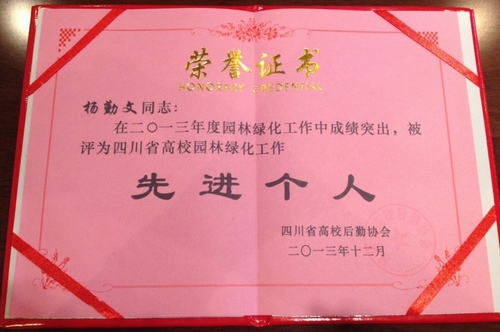 荣誉证书
HONORARY CREDENTIAL
杨勤文同志：
在二〇一三年度园林绿化工作中成绩突出，被
评为四川省高校园林绿化工作
先进个人
四川省高校后勤协会
二〇一三年十二月